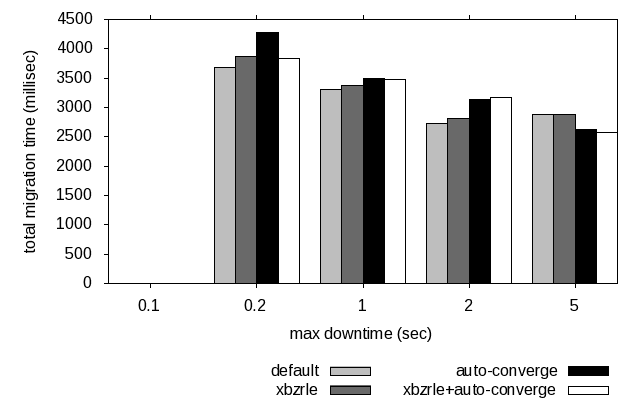 total migration time (millisec)
4500
4000
3500
3000
2500
2000
1500
1000
500
0
0.1 0.2 1 2 5
max downtime (sec)
default auto-converge
xbzrle xbzrle+auto-converge